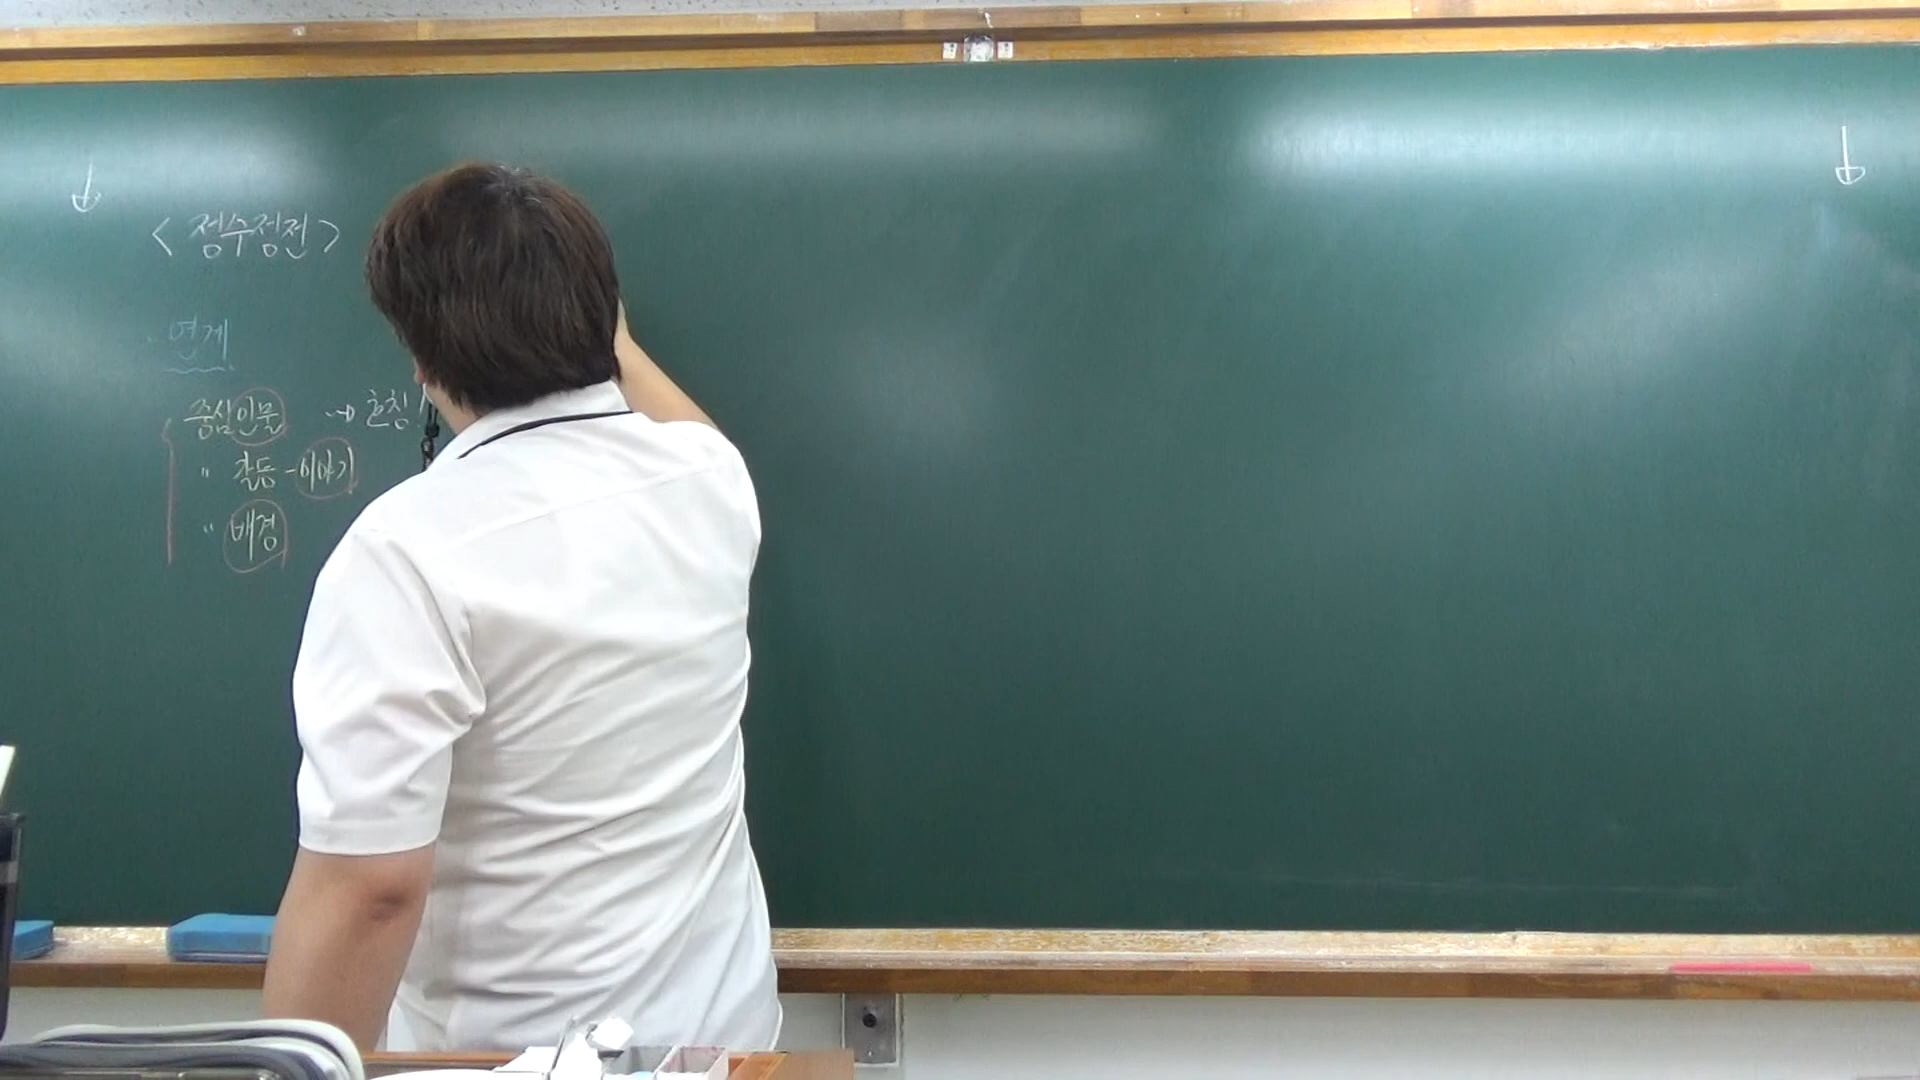 < 정수정전 >
연계
중심인물 → 호칭
〃 갈등 - 이야기
〃 배경